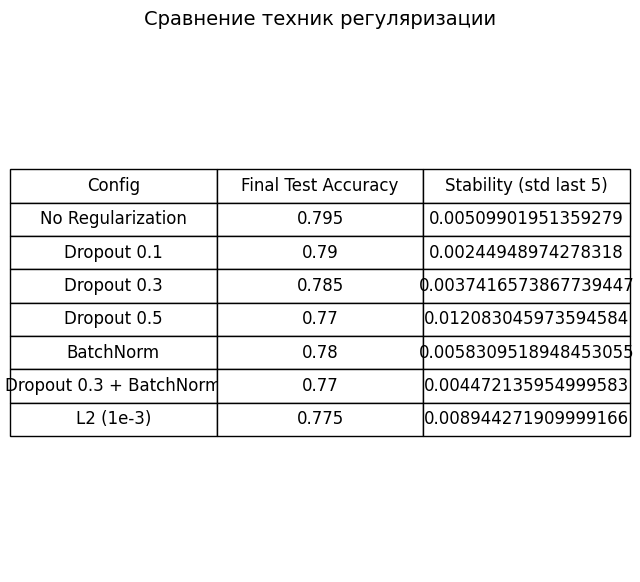 Сравнение техник регуляризации
Config Final Test Accuracy Stability (std last 5)
No Regularization 0.795 0.00509901951359279
Dropout 0.1 0.79 0.00244948974278318
Dropout 0.3 0.785 0.0037416573867739447
Dropout 0.5 0.77 0.012083045973594584
BatchNorm 0.78 0.0058309518948453055
Dropout 0.3 + BatchNorm 0.77 0.004472135954999583
L2 (1e-3) 0.775 0.008944271909999166